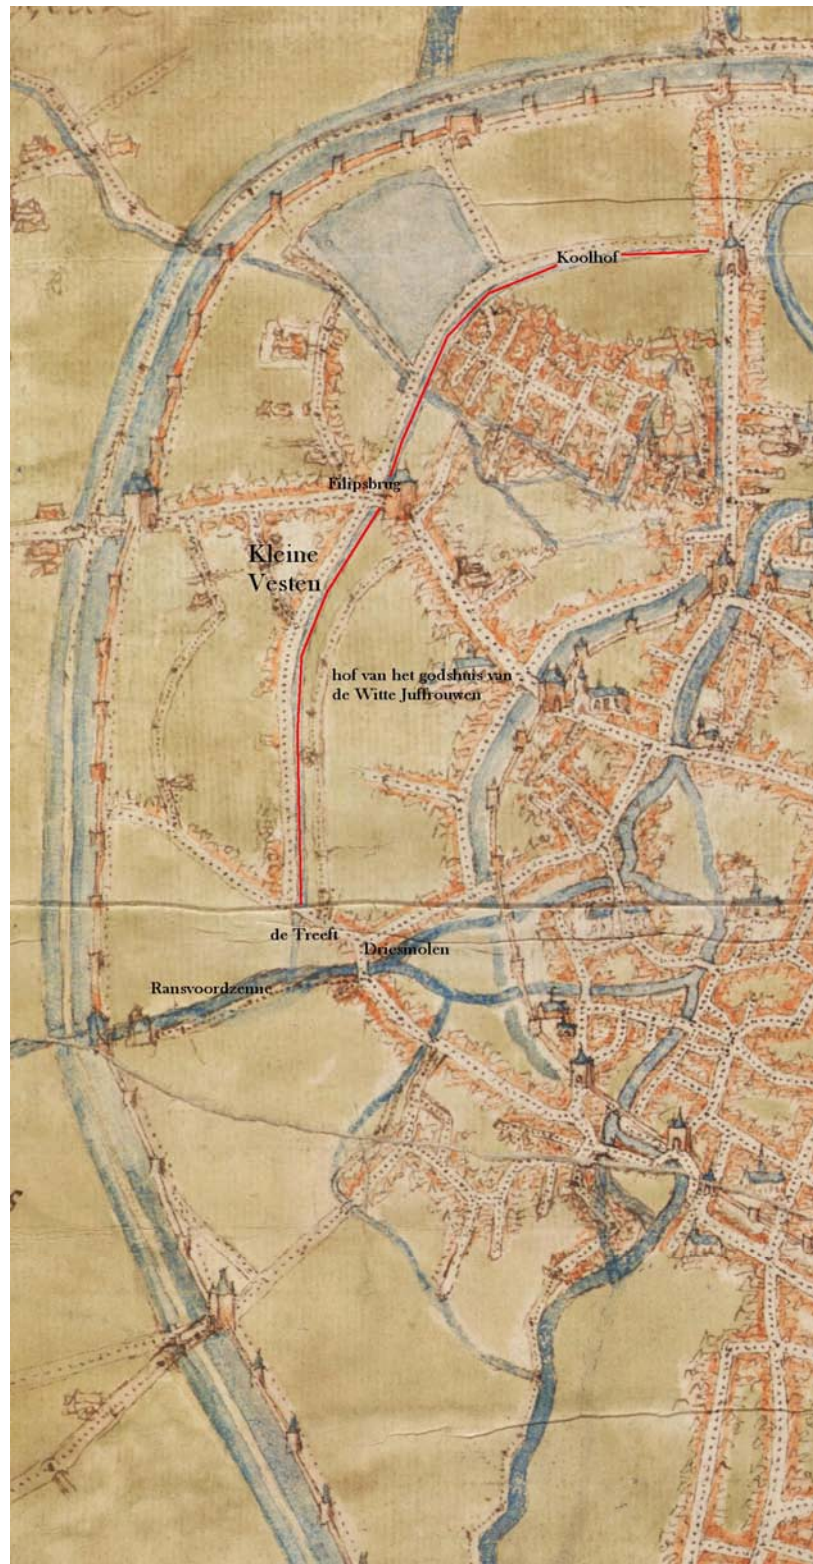 Koolhof
Filipsbrug
Kleine
Vesten
hof van het godshuis van
de Witte Juffrouwen
de Treeft
Driesmolen
Ransvoordzenne